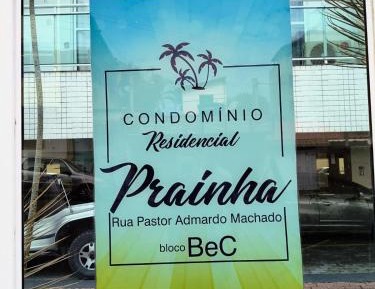 CONDOMÍNIO
Residencial
Prainha
Rua Pastor Admardo Machado
bloco BeC